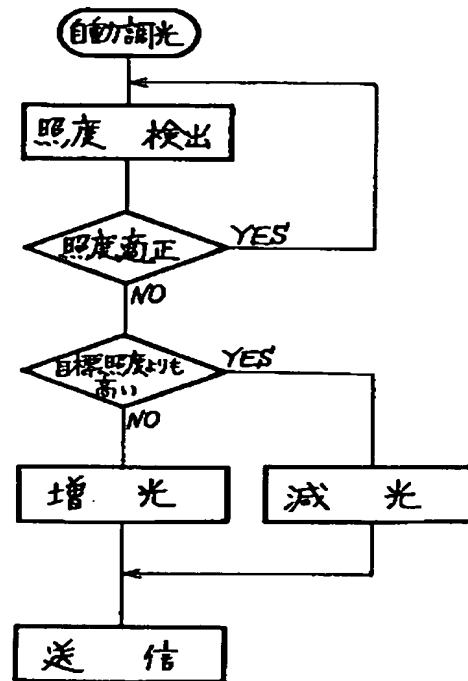 自動調光
照度 検出
照度適正
YES
NO
目標照度よりも
高い
YES
NO
増 光
減 光
送 信